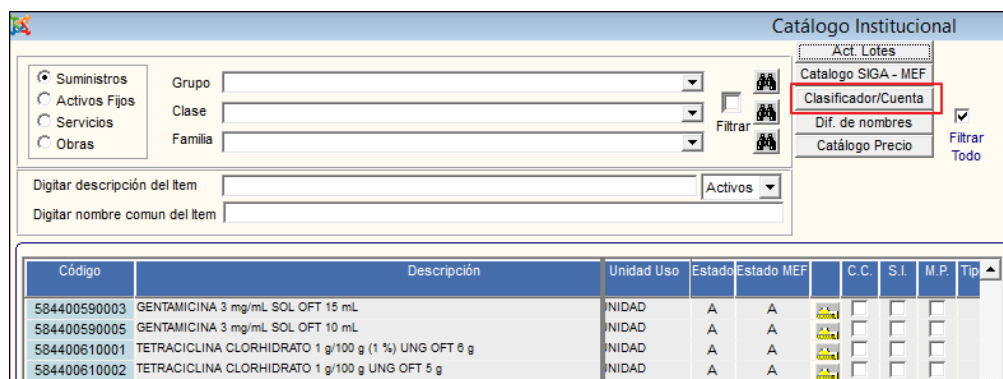 Catálogo Institucional
Suministros
Activos Fijos
Servicios
Obras
Grupo
Clase
Familia
Filtrar
Act. Lotes
Catalogo SIGA - MEF
Clasificador/Cuenta
Dif. de nombres
Catálogo Precio
Filtrar
Todo
Digitar descripción del Item
Activos
Digitar nombre comun del Item
Código Descripción Unidad Uso Estado Estado MEF C.C. S.I. M.P. Tipo
584400590003 GENTAMICINA 3 mg/mL SOL OFT 15 mL UNIDAD A A
584400590005 GENTAMICINA 3 mg/mL SOL OFT 10 mL UNIDAD A A
584400610001 TETRACICLINA CLORHIDRATO 1 g/100 g (1 %) UNG OFT 6 g UNIDAD A A
584400610002 TETRACICLINA CLORHIDRATO 1 g/100 g UNG OFT 5 g UNIDAD A A